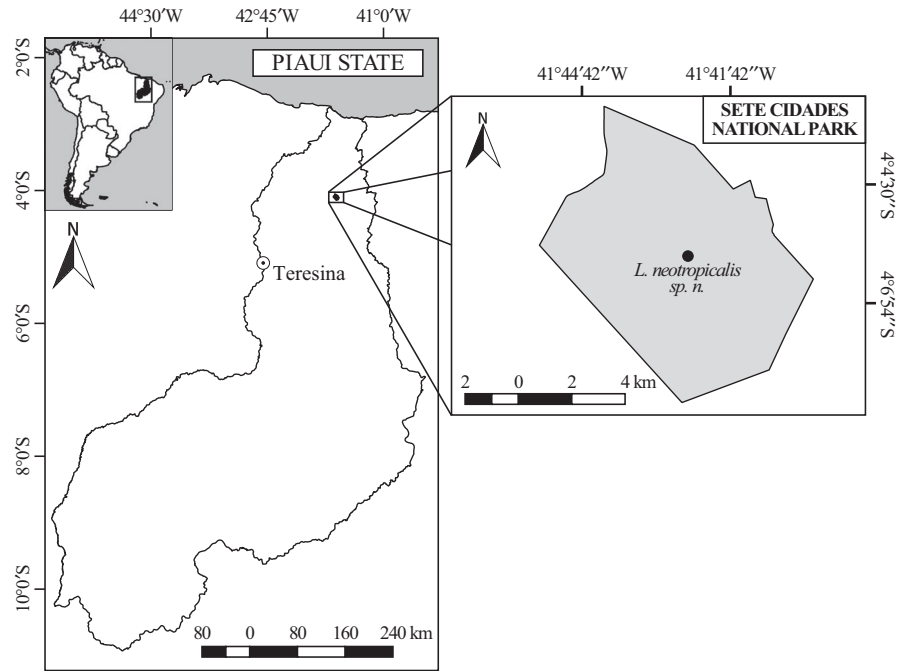 44°30′W 42°45′W 41°0′W
2°0′S
4°0′S
6°0′S
8°0′S
10°0′S
PIAUI STATE
N
Teresina
80 0 80 160 240 km
41°44′42′′W 41°41′42′′W
SETE CIDADES
NATIONAL PARK
N
4°4′30′′S
4°6′54′′S
L. neotropicalis
sp. n.
2 0 2 4 km